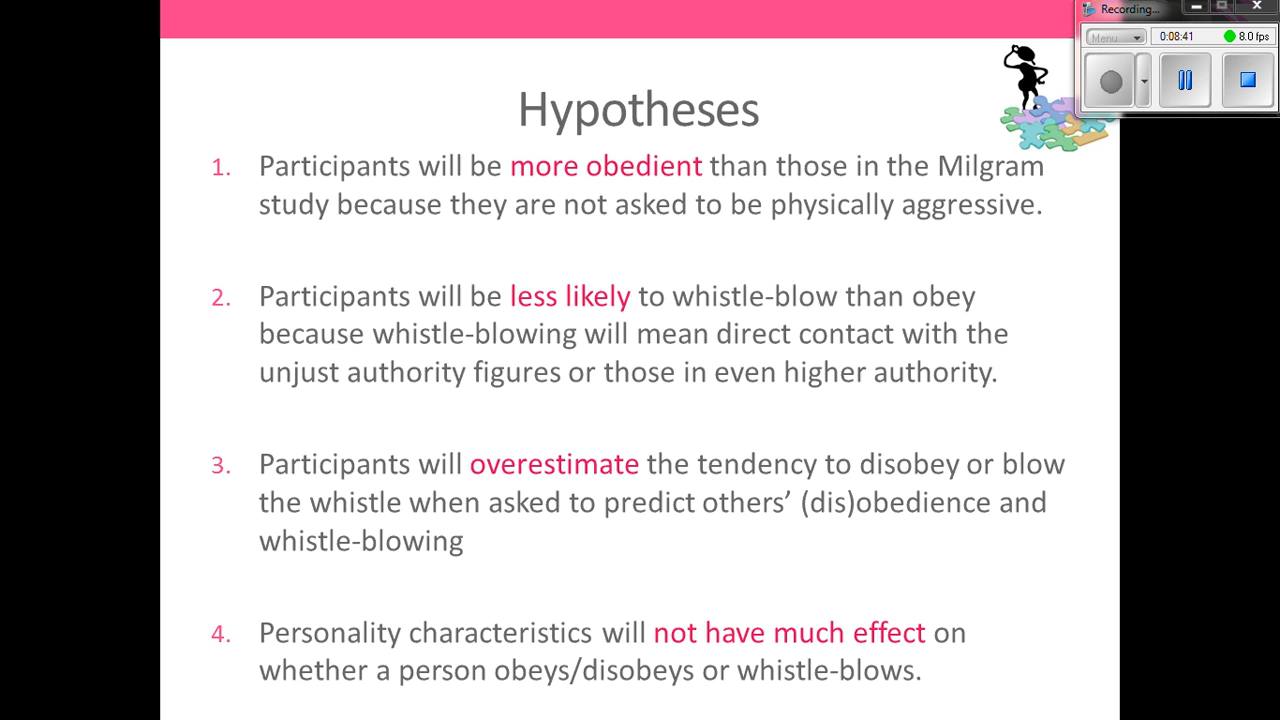 Recording...
Menu
0:08:41
8.0 fps
Hypotheses
1. Participants will be more obedient than those in the Milgram
study because they are not asked to be physically aggressive.
2. Participants will be less likely to whistle-blow than obey
because whistle-blowing will mean direct contact with the
unjust authority figures or those in even higher authority.
3. Participants will overestimate the tendency to disobey or blow
the whistle when asked to predict others’ (dis)obedience and
whistle-blowing
4. Personality characteristics will not have much effect on
whether a person obeys/disobeys or whistle-blows.